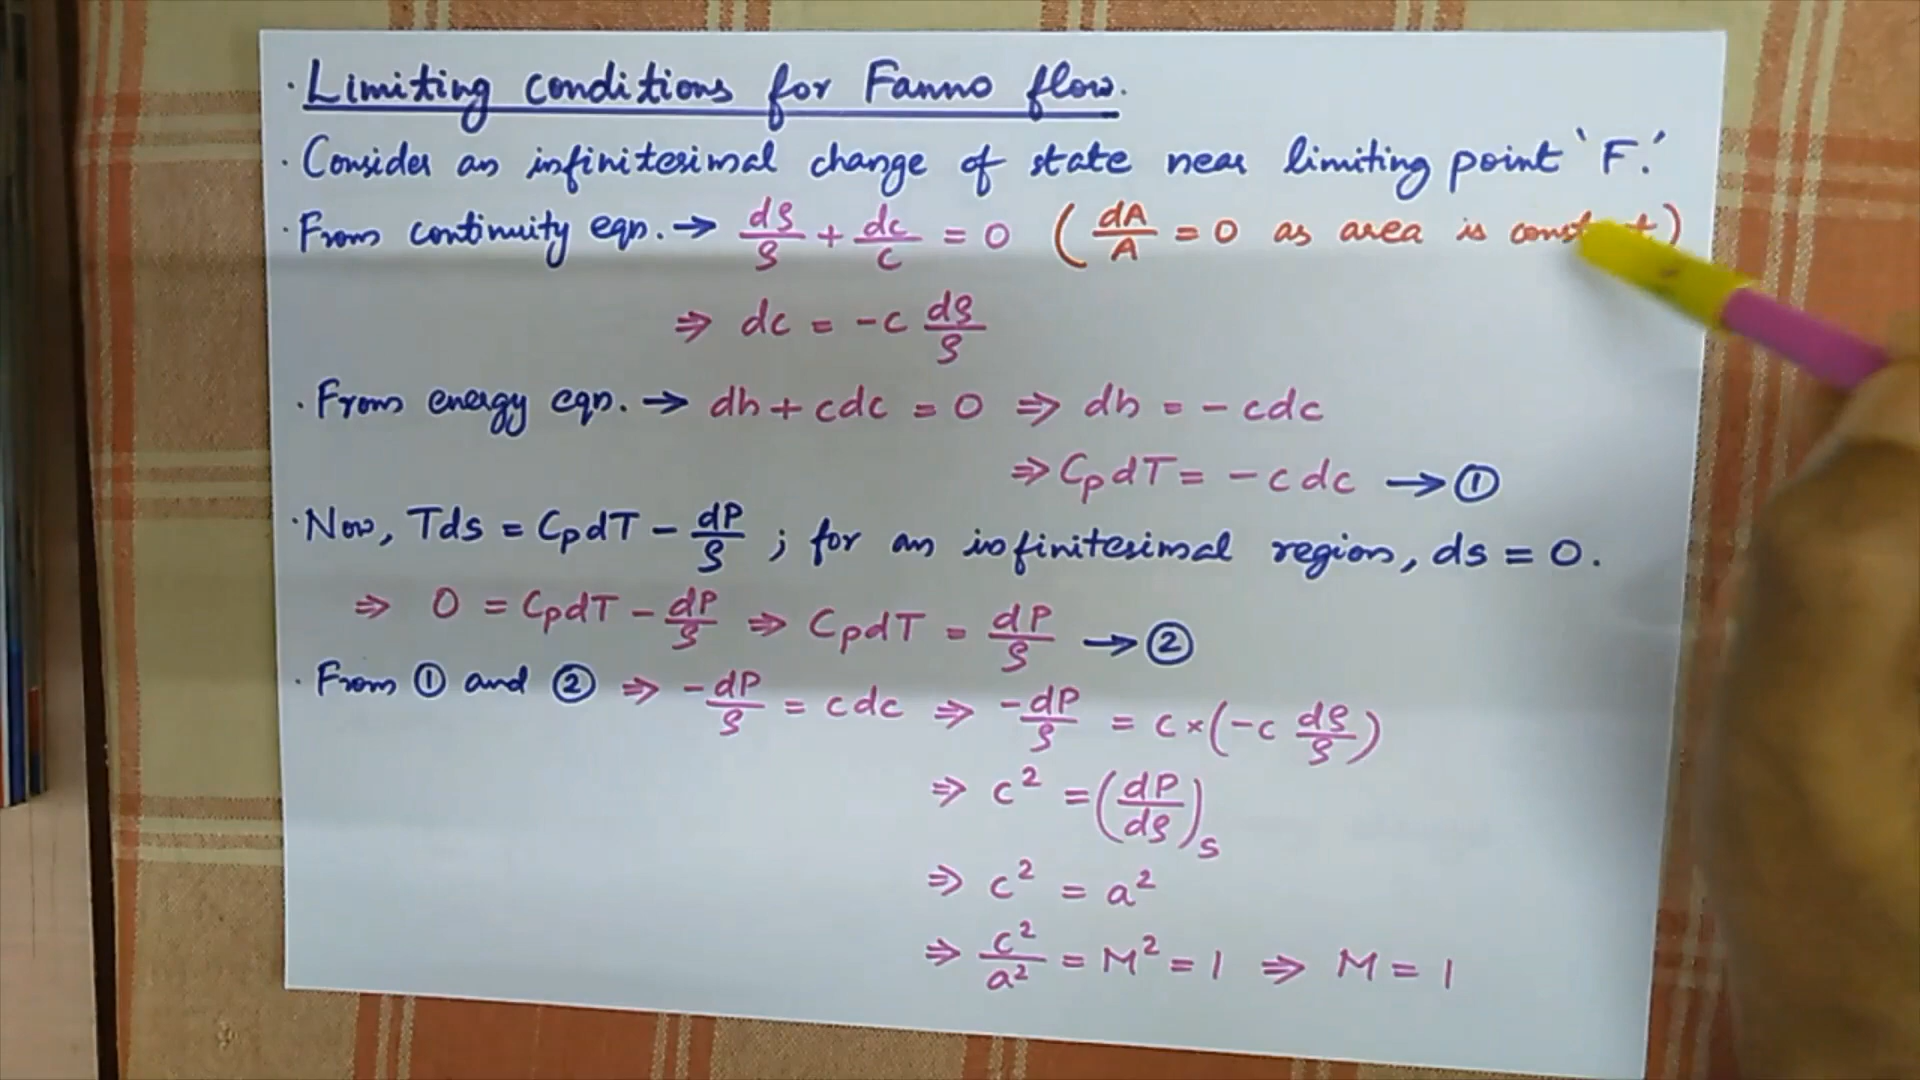 · Limiting conditions for Fanno flow.
· Consider an infinitesimal change of state near limiting point 'F.'
· From continuity eqn. → dρ/ρ + dc/c = 0 (dA/A = 0 as area is )
⇒ dc = -c dρ/ρ
· From energy eqn. → dh + cdc = 0 ⇒ dh = - cdc
⇒ CpdT = - cdc → ①
· Now, Tds = CpdT - dP/ρ ; for an infinitesimal region, ds = 0.
⇒ 0 = CpdT - dP/ρ ⇒ CpdT = dP/ρ → ②
· From ① and ② ⇒ -dP/ρ = cdc ⇒ -dP/ρ = c×(-c dρ/ρ)
⇒ c² = (dP/dρ)s
⇒ c² = a²
⇒ c²/a² = M² = 1 ⇒ M = 1